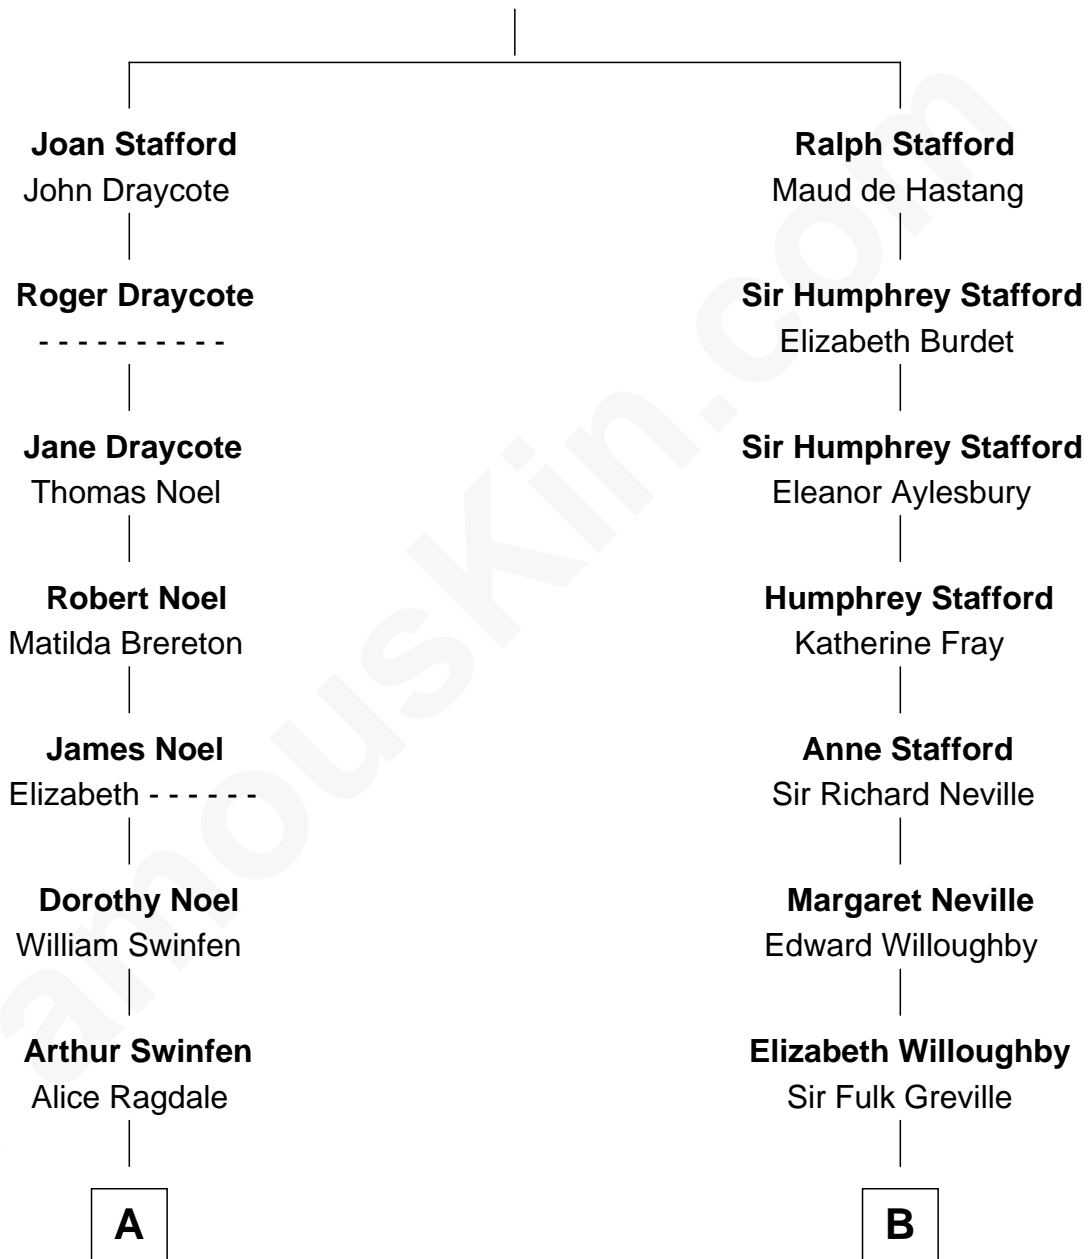 Joan Stafford
John Draycote
Roger Draycote
- - - - - - - - - -
Jane Draycote
Thomas Noel
Robert Noel
Matilda Brereton
James Noel
Elizabeth - - - - - -
Dorothy Noel
William Swinfen
Arthur Swinfen
Alice Ragdale
A
Ralph Stafford
Maud de Hastang
Sir Humphrey Stafford
Elizabeth Burdet
Sir Humphrey Stafford
Eleanor Aylesbury
Humphrey Stafford
Katherine Fray
Anne Stafford
Sir Richard Neville
Margaret Neville
Edward Willoughby
Elizabeth Willoughby
Sir Fulk Greville
B
amouskin.com